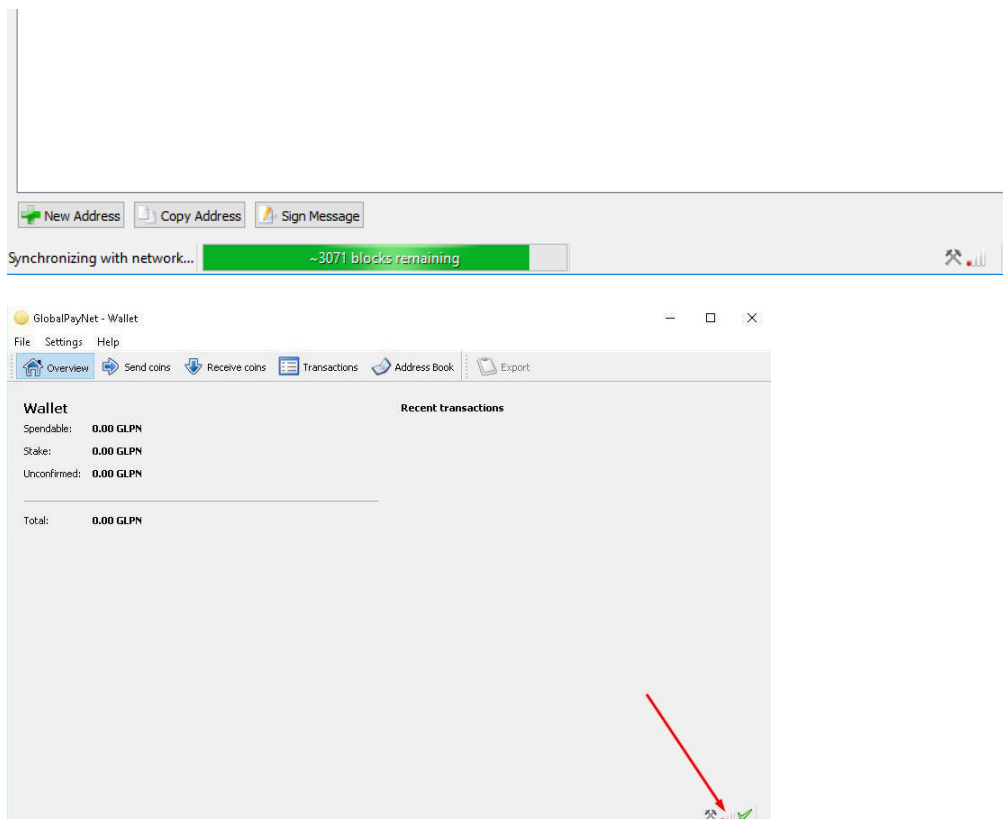 New Address Copy Address Sign Message
Synchronizing with network... ~3071 blocks remaining
GlobalPayNet - Wallet
File Settings Help
Overview Send coins Receive coins Transactions Address Book Export
Wallet Recent transactions
Spendable: 0.00 GLPN
Stake: 0.00 GLPN
Unconfirmed: 0.00 GLPN
Total: 0.00 GLPN